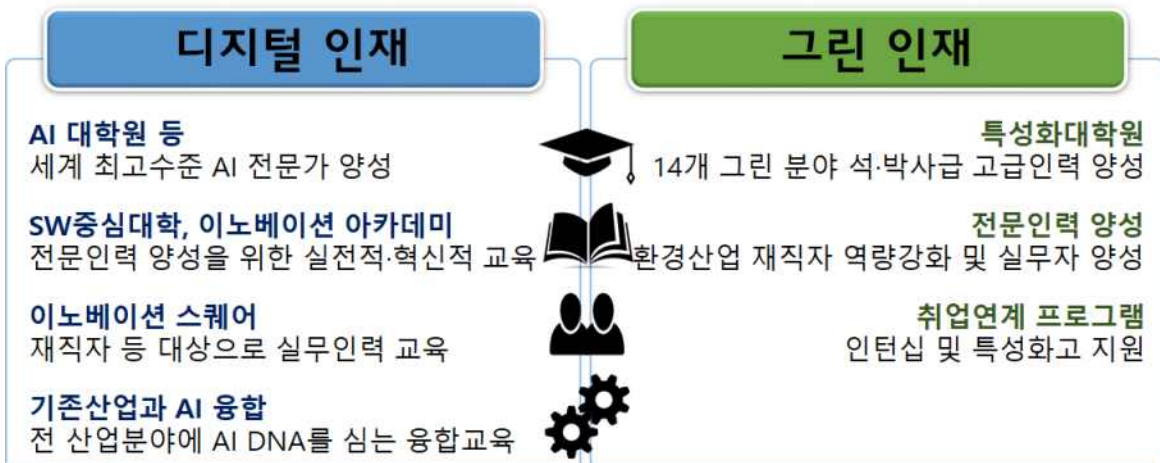 디지털 인재
AI 대학원 등
세계 최고수준 AI 전문가 양성
SW중심대학, 이노베이션 아카데미
전문인력 양성을 위한 실전적·혁신적 교육
이노베이션 스퀘어
재직자 등 대상으로 실무인력 교육
기존산업과 AI 융합
전 산업분야에 AI DNA를 심는 융합교육
그린 인재
특성화대학원
14개 그린 분야 석·박사급 고급인력 양성
전문인력 양성
환경산업 재직자 역량강화 및 실무자 양성
취업연계 프로그램
인턴십 및 특성화고 지원